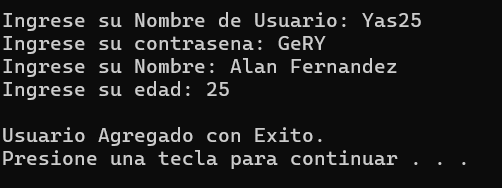 Ingrese su Nombre de Usuario: Yas25
Ingrese su contrasena: GeRY
Ingrese su Nombre: Alan Fernandez
Ingrese su edad: 25
Usuario Agregado con Exito.
Presione una tecla para continuar . . .